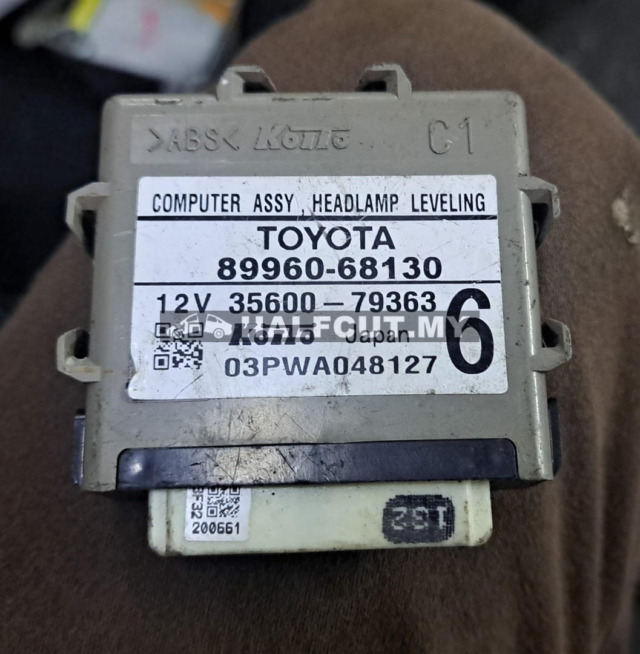 >ABS< KOITO C1
COMPUTER ASSY, HEADLAMP LEVELING
TOYOTA
89960-68130
12V 35600-79363 6
HALFCUT.MY
KOITO Japan
03PWA048127
200661
132